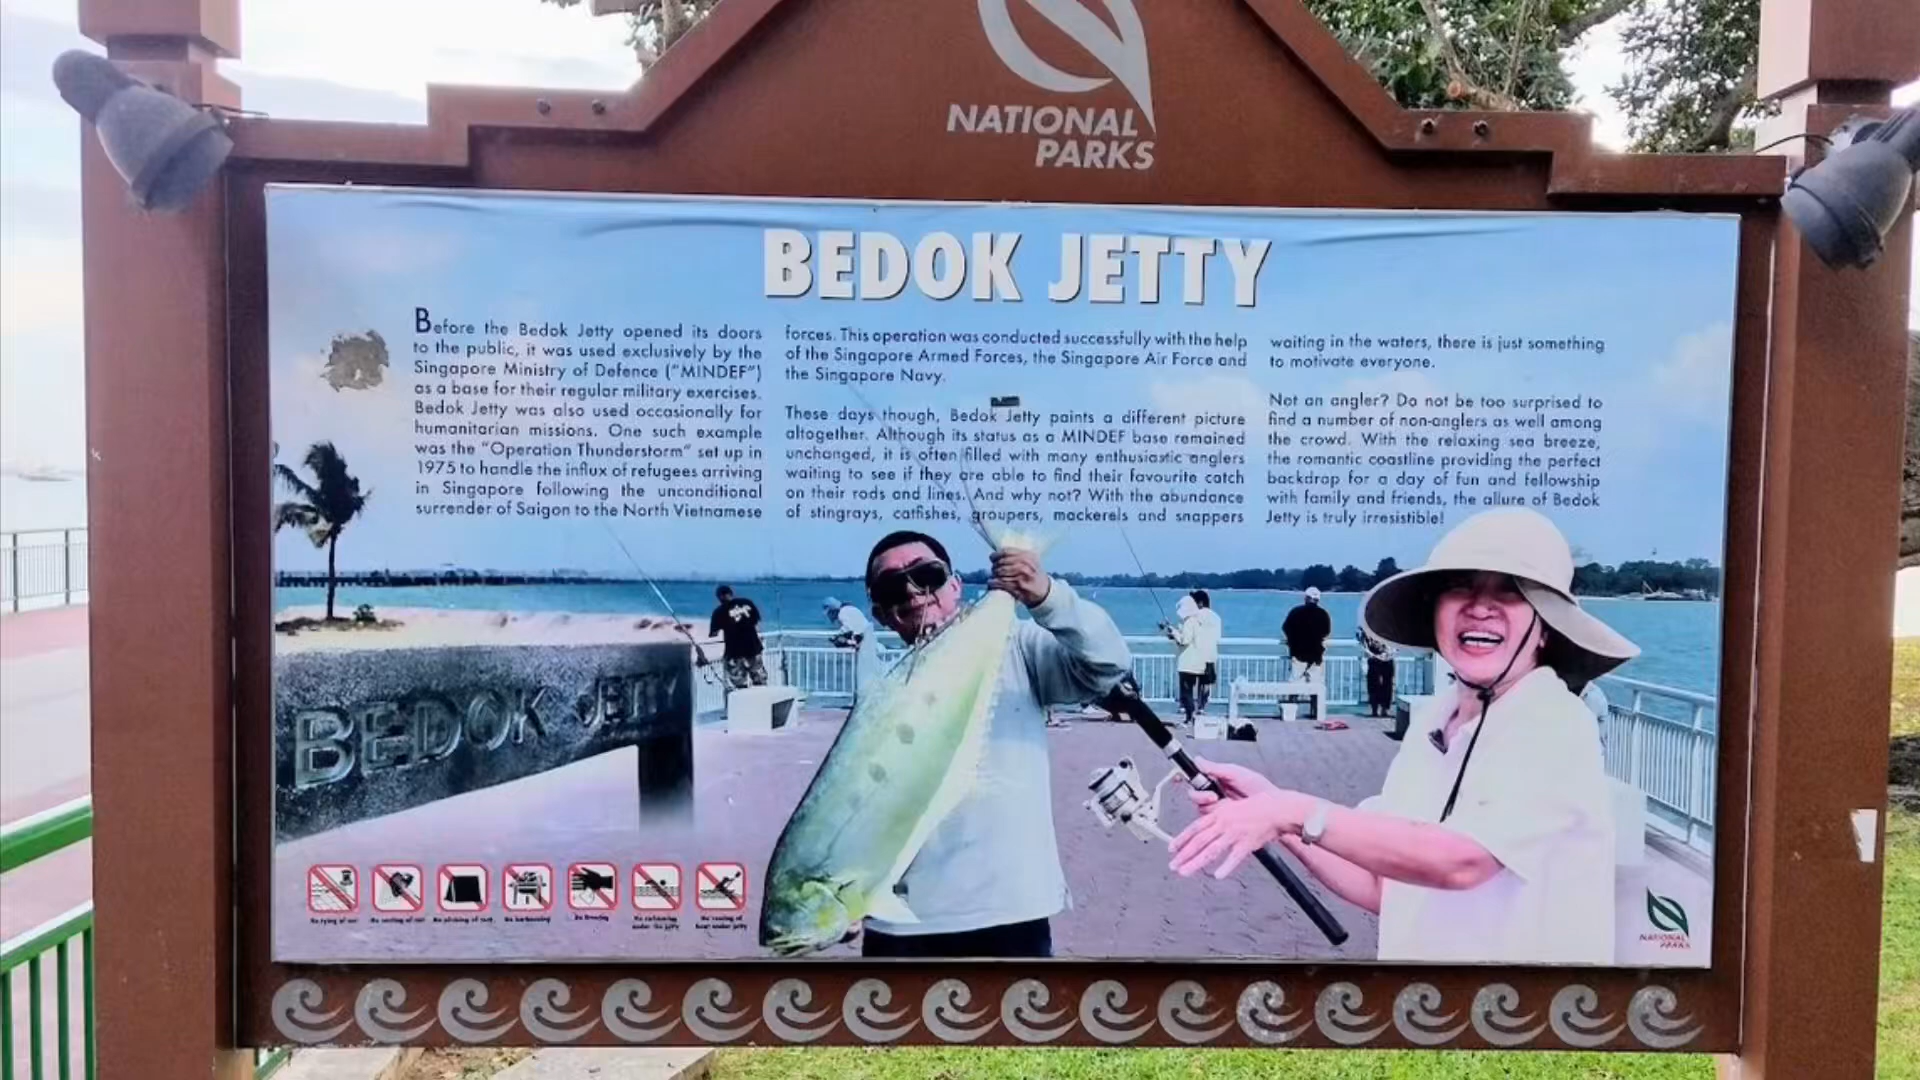 NATIONAL
PARKS
BEDOK JETTY
Before the Bedok Jetty opened its doors
to the public, it was used exclusively by the
Singapore Ministry of Defence ("MINDEF")
as a base for their regular military exercises.
Bedok Jetty was also used occasionally for
humanitarian missions. One such example
was the "Operation Thunderstorm" set up in
1975 to handle the influx of refugees arriving
in Singapore following the unconditional
surrender of Saigon to the North Vietnamese
forces. This operation was conducted successfully with the help
of the Singapore Armed Forces, the Singapore Air Force and
the Singapore Navy.
These days though, Bedok Jetty paints a different picture
altogether. Although its status as a MINDEF base remained
unchanged, it is often filled with many enthusiastic anglers
waiting to see if they are able to find their favourite catch
on their rods and lines. And why not? With the abundance
of stingrays, catfishes, groupers, mackerels and snappers
waiting in the waters, there is just something
to motivate everyone.
Not an angler? Do not be too surprised to
find a number of non-anglers as well among
the crowd. With the relaxing sea breeze,
the romantic coastline providing the perfect
backdrop for a day of fun and fellowship
with family and friends, the allure of Bedok
Jetty is truly irresistible!
BEDOK JETTY
No barbecuing
NATIONAL
PARKS